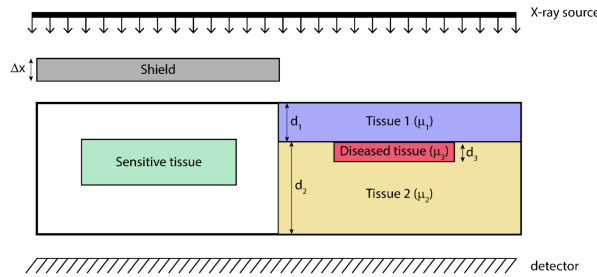 X-ray source
Δx
Shield
d₁
Tissue 1 (μ₁)
Sensitive tissue
Diseased tissue (μ₃)
d₃
d₂
Tissue 2 (μ₂)
detector